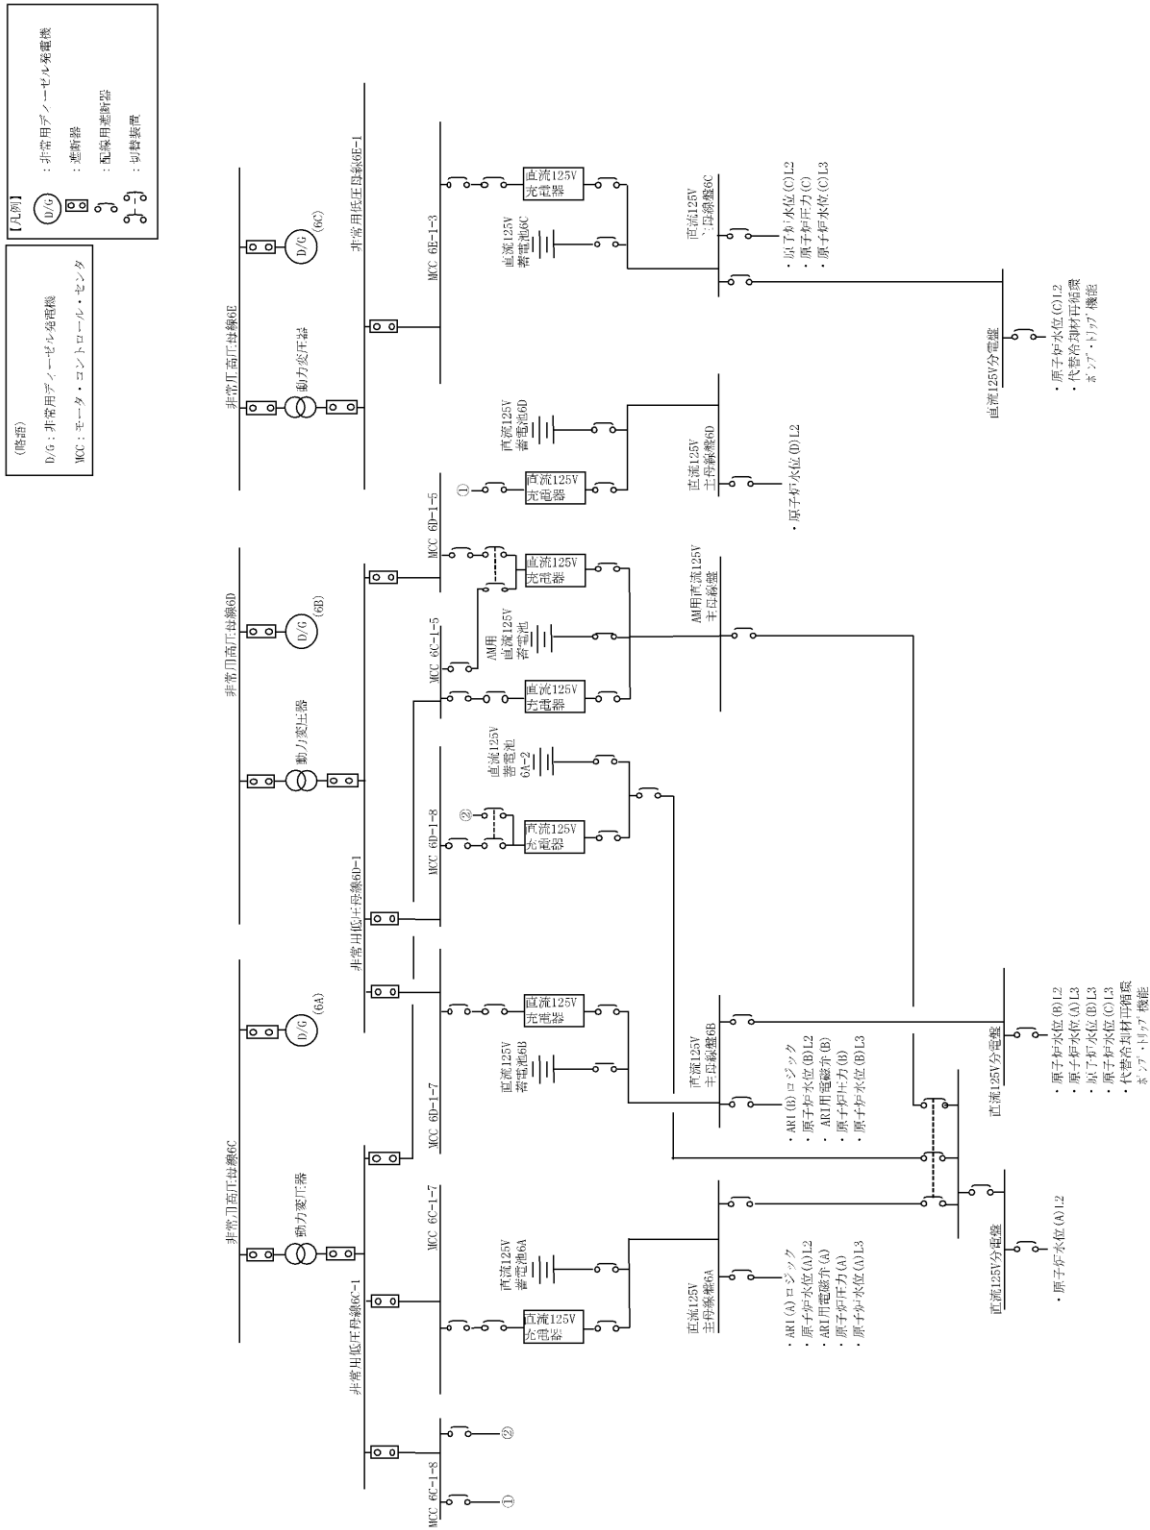 非常用高圧母線6C
D/G
(6A)
動力変圧器
非常用高圧母線6D
D/G
(6B)
動力変圧器
非常用高圧母線6E
D/G
(6C)
動力変圧器
非常用低圧母線6C-1
非常用低圧母線6D-1
非常用低圧母線6E-1
MCC 6C-1-8
①
②
MCC 6C-1-7
MCC 6D-1-7
MCC 6D-1-8
②
MCC 6C-1-5
MCC 6D-1-5
①
MCC 6E-1-3
直流125V
充電器
直流125V
蓄電池6A
直流125V
蓄電池6B
直流125V
充電器
直流125V
充電器
直流125V
蓄電池
6A-2
直流125V
充電器
AM用
直流125V
蓄電池
直流125V
充電器
直流125V
充電器
直流125V
蓄電池6D
直流125V
蓄電池6C
直流125V
充電器
直流125V
主母線盤6A
直流125V
主母線盤6B
AM用直流125V
主母線盤
直流125V
主母線盤6D
直流125V
主母線盤6C
・ARI(A)ロジック
・原子炉水位(A)L2
・ARI用電磁弁(A)
・原子炉圧力(A)
・原子炉水位(A)L3
・ARI(B)ロジック
・原子炉水位(B)L2
・ARI用電磁弁(B)
・原子炉圧力(B)
・原子炉水位(B)L3
・原子炉水位(D)L2
・原子炉水位(C)L2
・原子炉圧力(C)
・原子炉水位(C)L3
直流125V分電盤
・原子炉水位(A)L2
直流125V分電盤
・原子炉水位(B)L2
・原子炉水位(A)L3
・原子炉水位(B)L3
・原子炉水位(C)L3
・代替冷却材再循環
ポンプ・トリップ機能
直流125V分電盤
・原子炉水位(C)L2
・代替冷却材再循環
ポンプ・トリップ機能
(略語)
D/G：非常用ディーゼル発電機
MCC：モータ・コントロール・センタ
【凡例】
D/G
：非常用ディーゼル発電機
：遮断器
：配線用遮断器
：切替装置